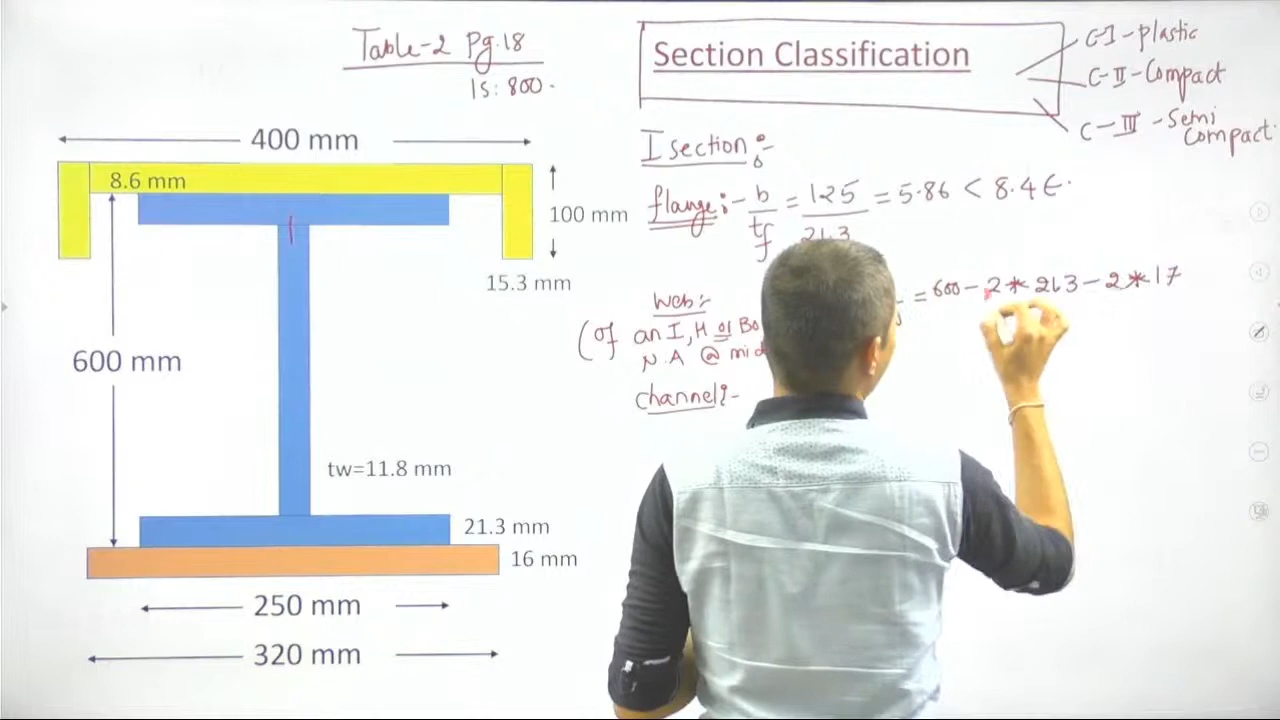 Table-2 Pg.18
IS: 800.
Section Classification
C-I - plastic
C-II - Compact
C-III - Semi Compact.
400 mm
8.6 mm
100 mm
15.3 mm
600 mm
tw=11.8 mm
21.3 mm
16 mm
250 mm
320 mm
I section:-
flange:- b/tf = 125/21.3 = 5.86 < 8.4 ε.
Web:-
= 600 - 2 * 21.3 - 2 * 17
(Of an I, H or Bo
N.A @ mid
channel:-